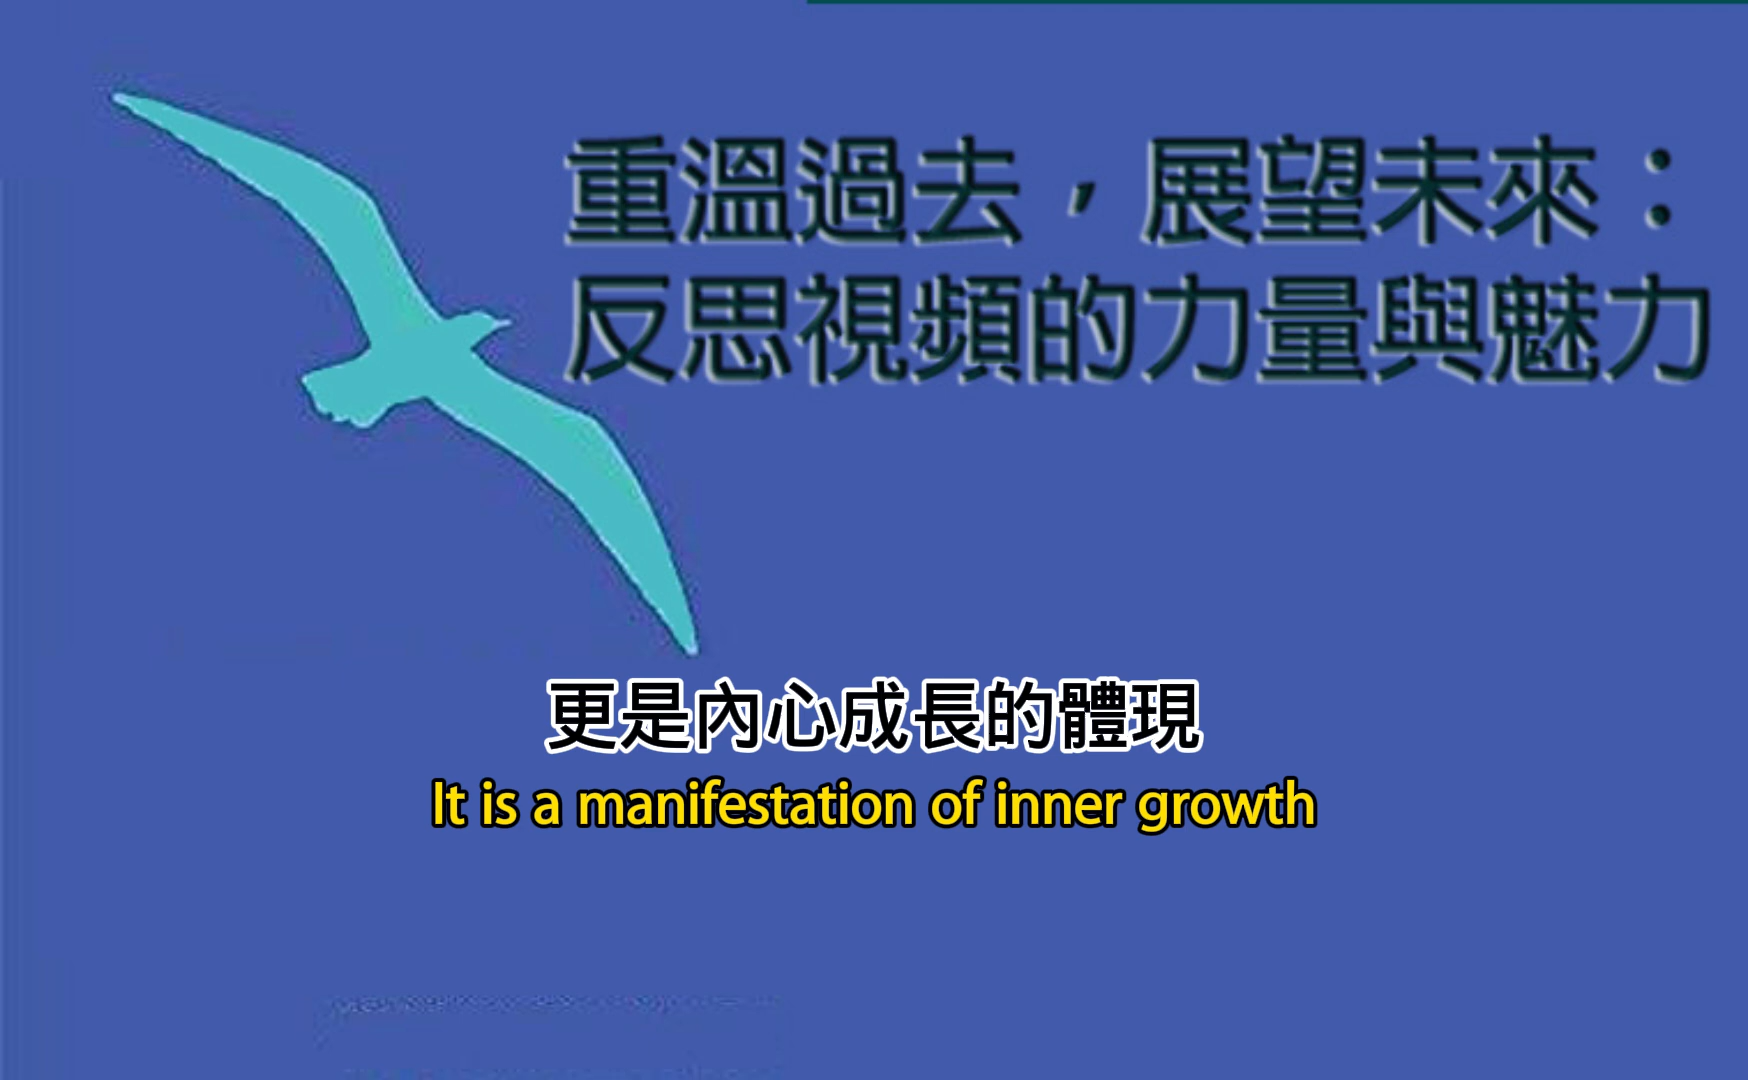 重溫過去，展望未來：
反思視頻的力量與魅力
更是內心成長的體現
It is a manifestation of inner growth